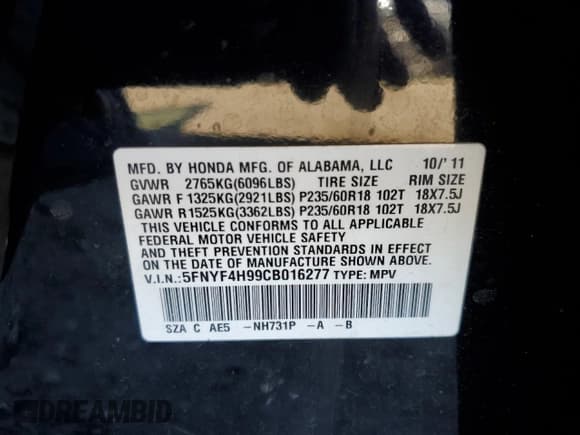 MFD. BY HONDA MFG. OF ALABAMA, LLC 10/'11
GVWR 2765KG(6096LBS) TIRE SIZE RIM SIZE
GAWR F 1325KG(2921LBS) P235/60R18 102T 18X7.5J
GAWR R 1525KG(3362LBS) P235/60R18 102T 18X7.5J
THIS VEHICLE CONFORMS TO ALL APPLICABLE
FEDERAL MOTOR VEHICLE SAFETY
AND THEFT PREVENTION STANDARDS IN EFFECT
ON THE DATE OF MANUFACTURE SHOWN ABOVE.
V.I.N.:5FNYF4H99CB016277 TYPE: MPV
SZA C AE5 -NH731P -A -B
DREAMBID